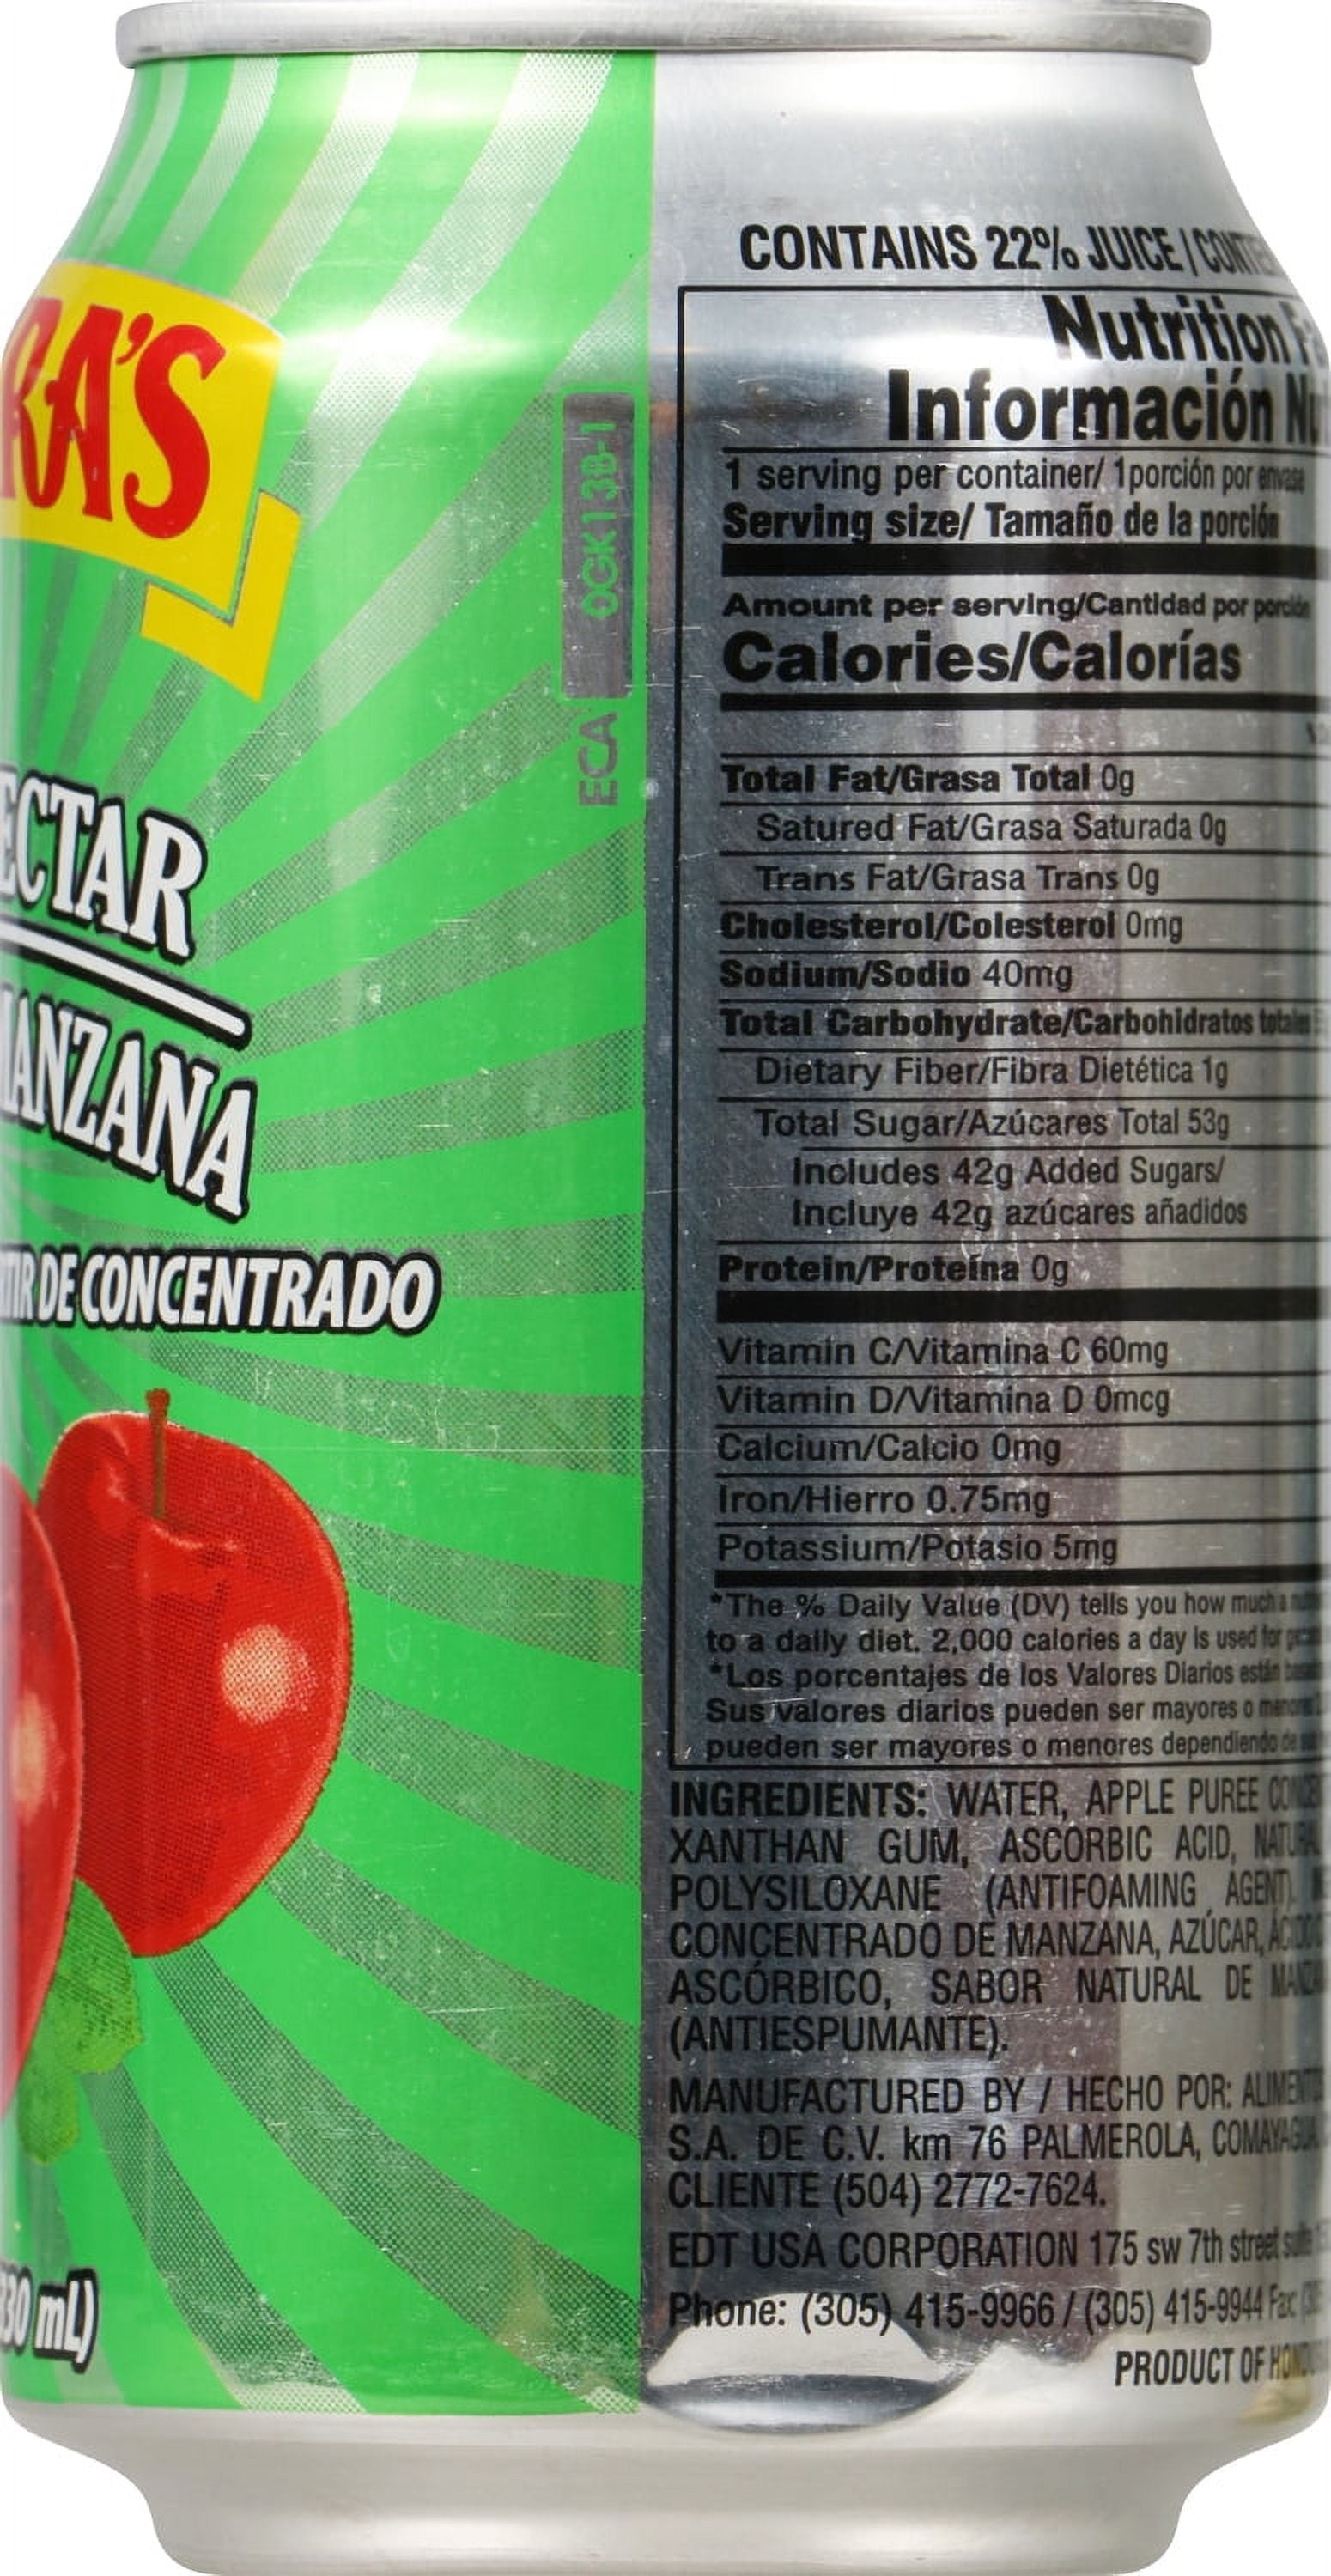 RA'S
ECTAR
MANZANA
TIR DE CONCENTRADO
330 mL)
ECA
OGK13B-1
CONTAINS 22% JUICE /
Nutrition
Información
1 serving per container/ 1porción por envase
Serving size/ Tamaño de la porción
Amount per serving/Cantidad por porción
Calories/Calorías
Total Fat/Grasa Total 0g
Satured Fat/Grasa Saturada 0g
Trans Fat/Grasa Trans 0g
Cholesterol/Colesterol 0mg
Sodium/Sodio 40mg
Total Carbohydrate/Carbohidratos totales
Dietary Fiber/Fibra Dietética 1g
Total Sugar/Azúcares Total 53g
Includes 42g Added Sugars/
Incluye 42g azúcares añadidos
Protein/Proteína 0g
Vitamin C/Vitamina C 60mg
Vitamin D/Vitamina D 0mcg
Calcium/Calcio 0mg
Iron/Hierro 0.75mg
Potassium/Potasio 5mg
*The % Daily Value (DV) tells you how much a
to a daily diet. 2,000 calories a day is used for
*Los porcentajes de los Valores Diarios están
Sus valores diarios pueden ser mayores o menores
pueden ser mayores o menores dependiendo de
INGREDIENTS: WATER, APPLE PUREE
XANTHAN GUM, ASCORBIC ACID, NATURAL
POLYSILOXANE (ANTIFOAMING AGENT).
CONCENTRADO DE MANZANA, AZÚCAR,
ASCÓRBICO, SABOR NATURAL DE
(ANTIESPUMANTE).
MANUFACTURED BY / HECHO POR:
S.A. DE C.V. km 76 PALMEROLA,
CLIENTE (504) 2772-7624.
EDT USA CORPORATION 175 sw 7th street
Phone: (305) 415-9966 / (305) 415-9944 Fax:
PRODUCT OF